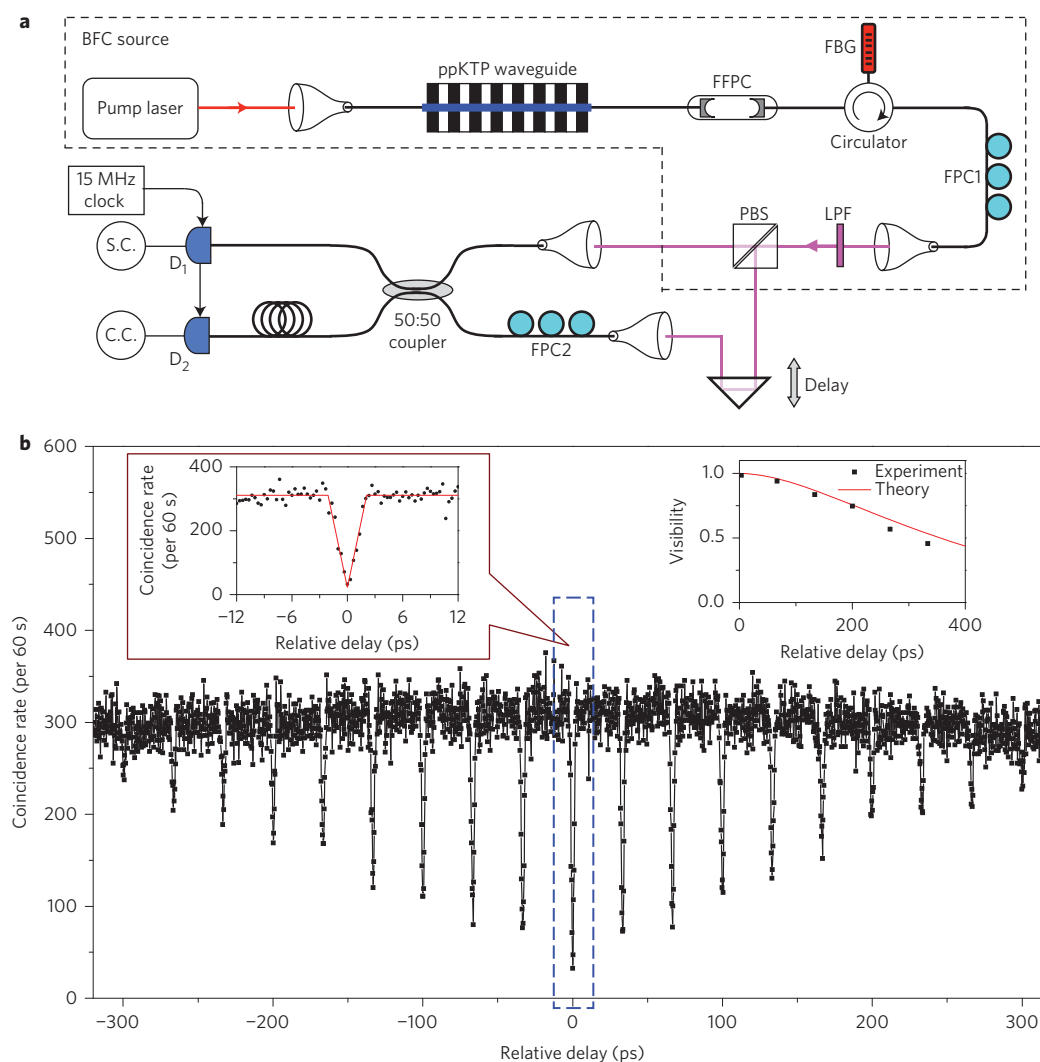 a
BFC source
Pump laser
ppKTP waveguide
FFPC
FBG
Circulator
FPC1
15 MHz
clock
S.C.
D1
C.C.
D2
50:50
coupler
FPC2
PBS
LPF
Delay
b
600
500
400
300
200
100
0
Coincidence rate (per 60 s)
−300
−200
−100
0
100
200
300
Relative delay (ps)
400
300
0
Coincidence rate
(per 60 s)
−12
−6
−3
0
3
6
12
Relative delay (ps)
1.0
0.5
0.0
Visibility
Experiment
Theory
0
200
400
Relative delay (ps)